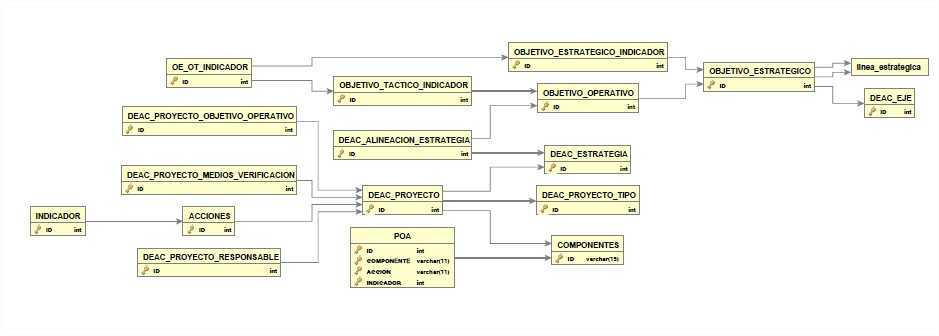 OE_OT_INDICADOR
ID int
OBJETIVO_ESTRATEGICO_INDICADOR
ID int
OBJETIVO_ESTRATEGICO
ID int
linea_estrategica
OBJETIVO_TACTICO_INDICADOR
ID int
OBJETIVO_OPERATIVO
ID int
DEAC_EJE
ID int
DEAC_PROYECTO_OBJETIVO_OPERATIVO
ID int
DEAC_ALINEACION_ESTRATEGIA
ID int
DEAC_ESTRATEGIA
ID int
DEAC_PROYECTO_MEDIOS_VERIFICACION
ID int
DEAC_PROYECTO
ID int
DEAC_PROYECTO_TIPO
ID int
INDICADOR
ID int
ACCIONES
ID int
POA
ID int
COMPONENTE varchar(11)
ACCION varchar(11)
INDICADOR int
COMPONENTES
ID varchar(15)
DEAC_PROYECTO_RESPONSABLE
ID int